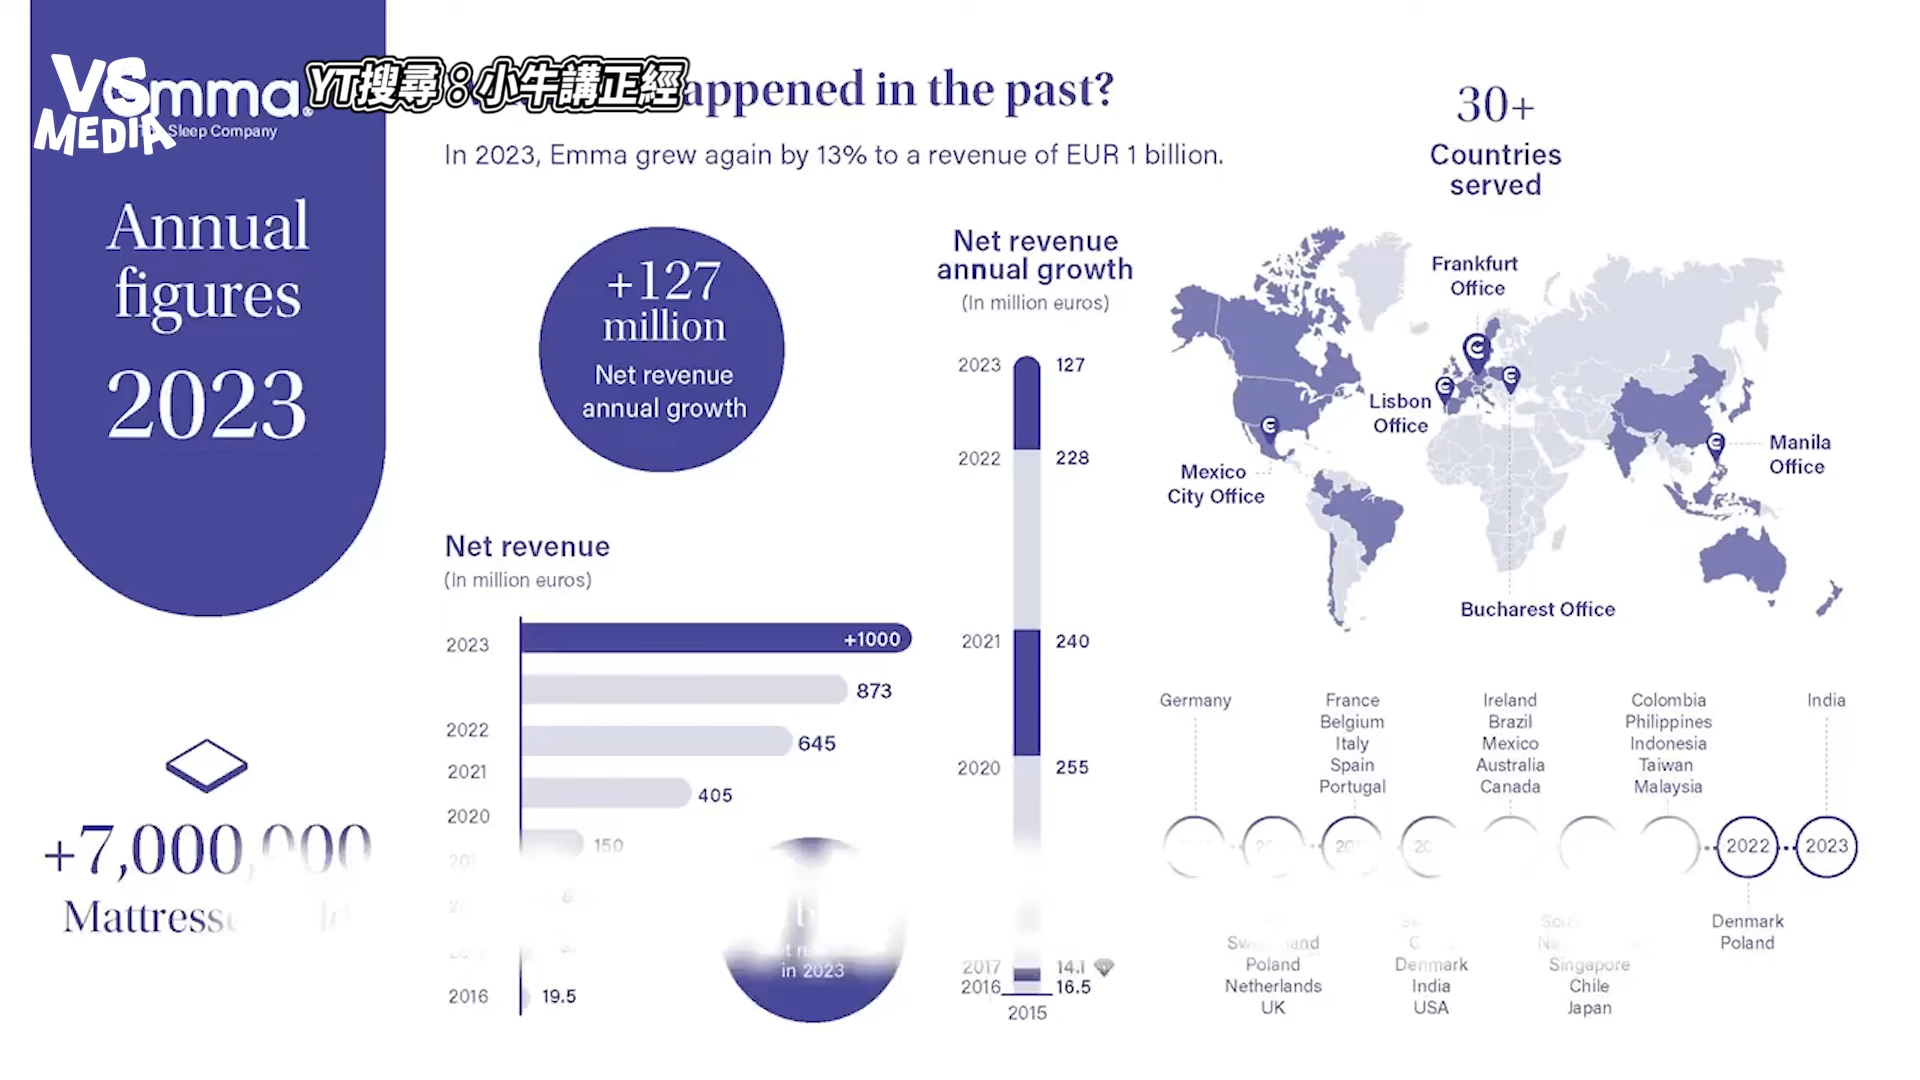 VS
MEDIA
mma
Sleep Company
YT搜尋：小牛講正經
appened in the past?
In 2023, Emma grew again by 13% to a revenue of EUR 1 billion.
Annual
figures
2023
+127
million
Net revenue
annual growth
Net revenue
annual growth
(In million euros)
2023 127
2022 228
2021 240
2020 255
2017 14.1
2016 16.5
2015
30+
Countries
served
Frankfurt
Office
Lisbon
Office
Mexico
City Office
Manila
Office
Bucharest Office
Net revenue
(In million euros)
2023 +1000
873
2022 645
2021
405
2020
150
2016 19.5
in 2023
+7,000,000
Germany
France
Belgium
Italy
Spain
Portugal
Ireland
Brazil
Mexico
Australia
Canada
Colombia
Philippines
Indonesia
Taiwan
Malaysia
India
2022
2023
Poland
Netherlands
UK
Denmark
India
USA
Singapore
Chile
Japan
Denmark
Poland